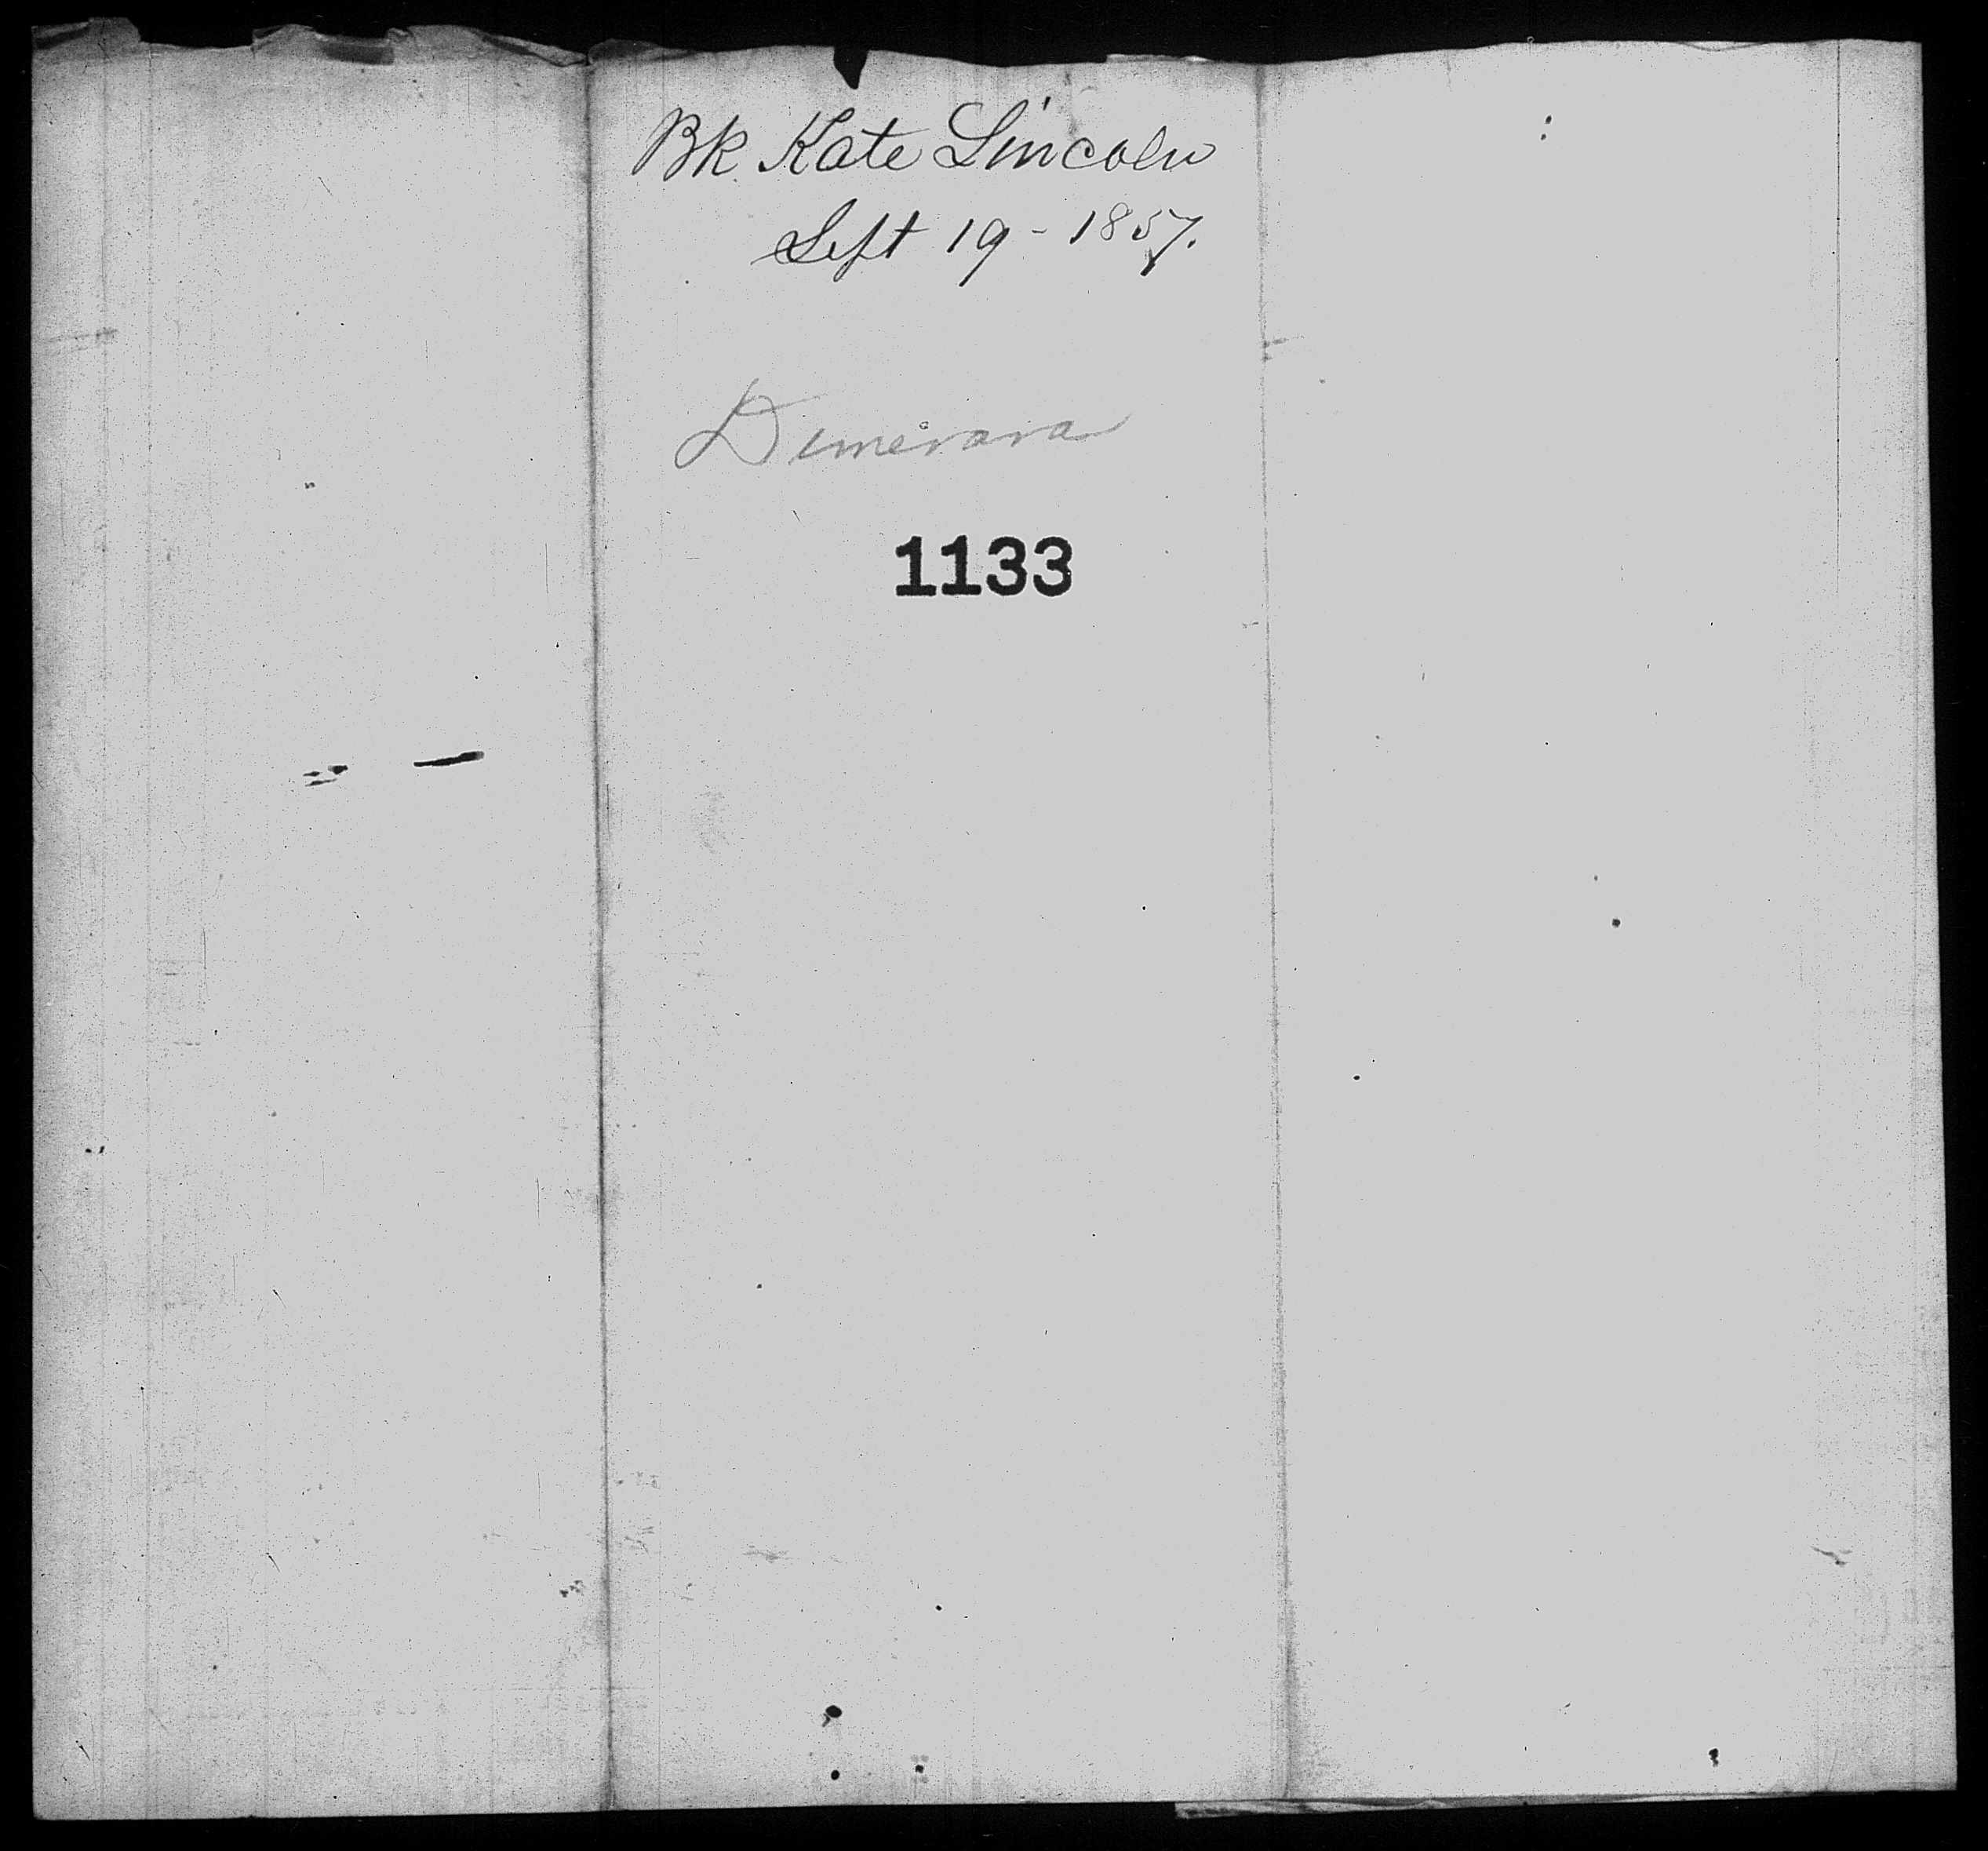 Bk Kate Lincoln
Sept 19 - 1857.
Demerara
1133